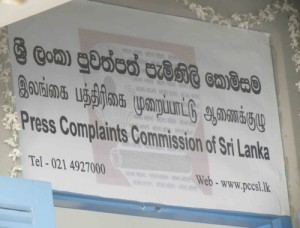 ශ්‍රී ලංකා පුවත්පත් පැමිණිලි කොමිසම
இலங்கை பத்திரிகை முறைப்பாட்டு ஆணைக்குழு
Press Complaints Commission of Sri Lanka
Tel - 021 4927000 Web - www.pccsl.lk